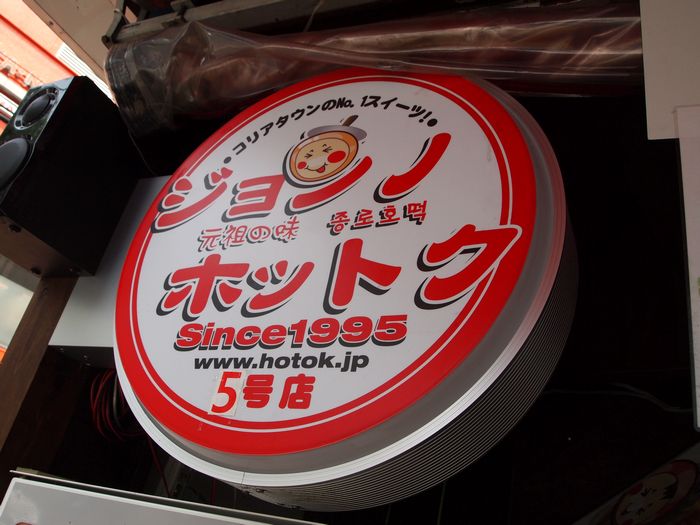 ・コリアタウンのNo.1スイーツ!・
ジョンノ
元祖の味 종로호떡
ホットク
Since1995
www.hotok.jp
5号店